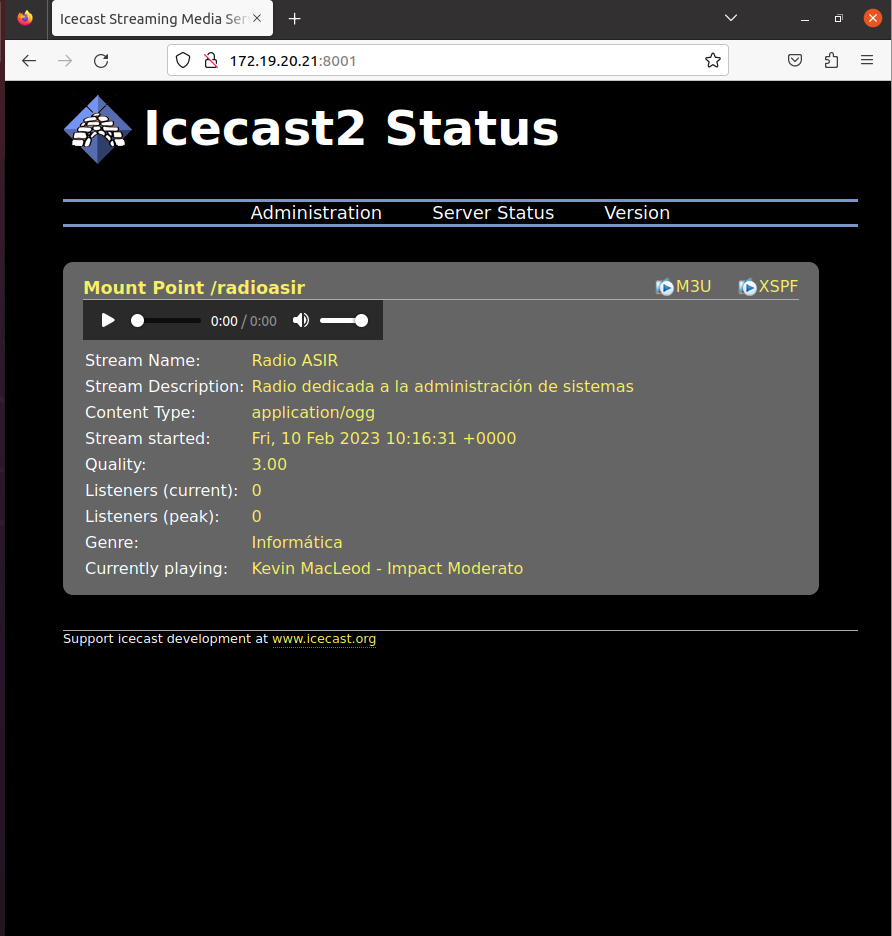 Icecast Streaming Media Ser
172.19.20.21:8001
Icecast2 Status
Administration Server Status Version
Mount Point /radioasir M3U XSPF
0:00 / 0:00
Stream Name: Radio ASIR
Stream Description: Radio dedicada a la administración de sistemas
Content Type: application/ogg
Stream started: Fri, 10 Feb 2023 10:16:31 +0000
Quality: 3.00
Listeners (current): 0
Listeners (peak): 0
Genre: Informática
Currently playing: Kevin MacLeod - Impact Moderato
Support icecast development at www.icecast.org